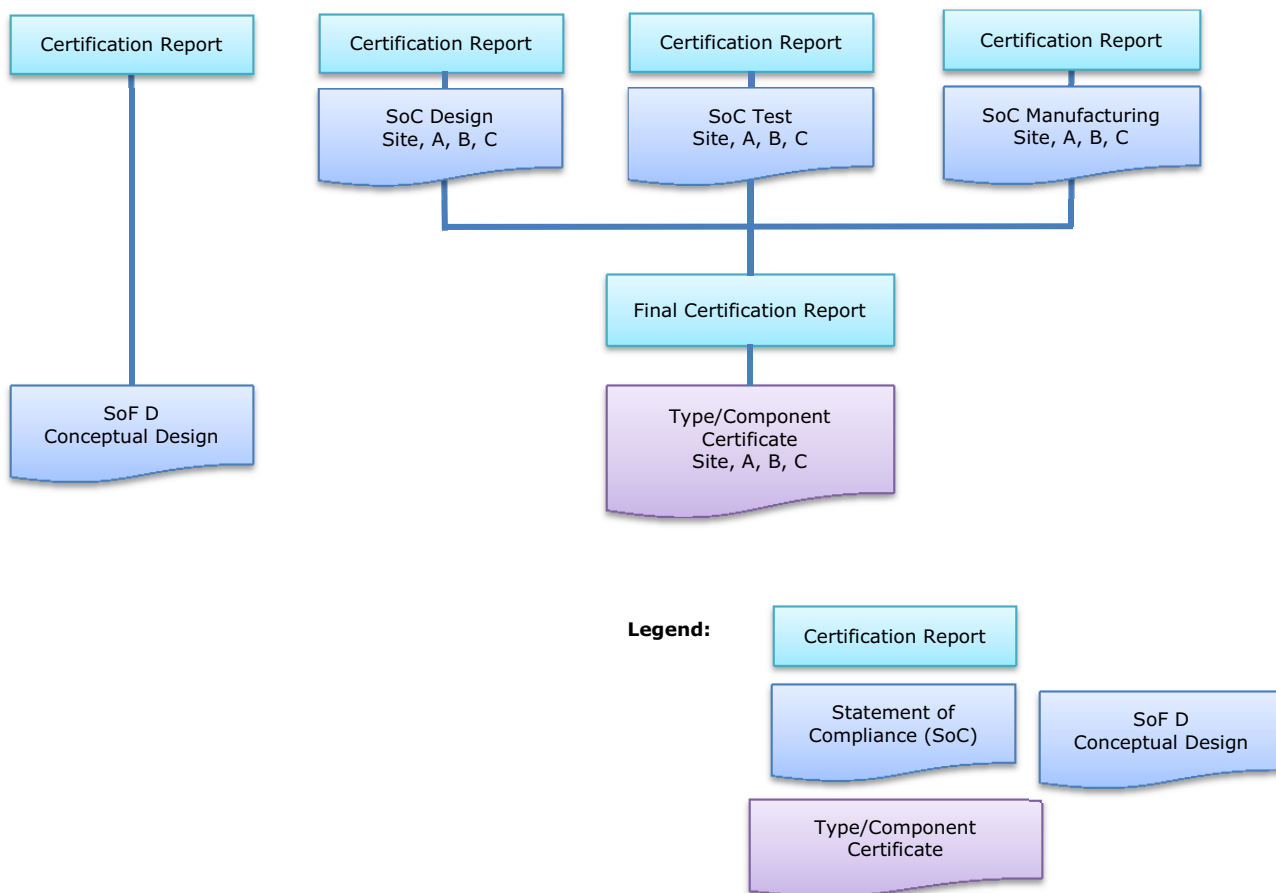 Certification Report
Certification Report
Certification Report
Certification Report
SoC Design
Site, A, B, C
SoC Test
Site, A, B, C
SoC Manufacturing
Site, A, B, C
Final Certification Report
SoF D
Conceptual Design
Type/Component
Certificate
Site, A, B, C
Legend:
Certification Report
Statement of
Compliance (SoC)
SoF D
Conceptual Design
Type/Component
Certificate